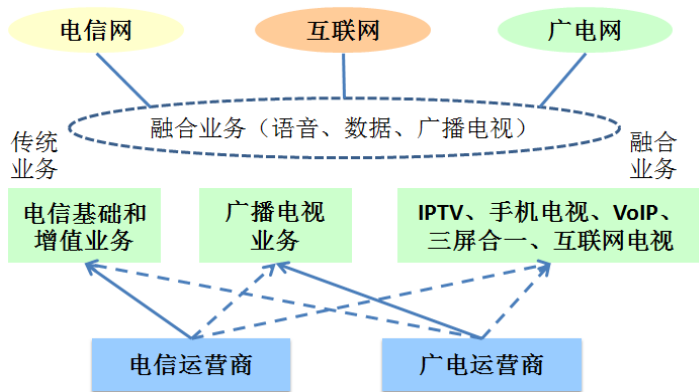 电信网
互联网
广电网
融合业务（语音、数据、广播电视）
传统
业务
融合
业务
电信基础和
增值业务
广播电视
业务
IPTV、手机电视、VoIP、
三屏合一、互联网电视
电信运营商
广电运营商